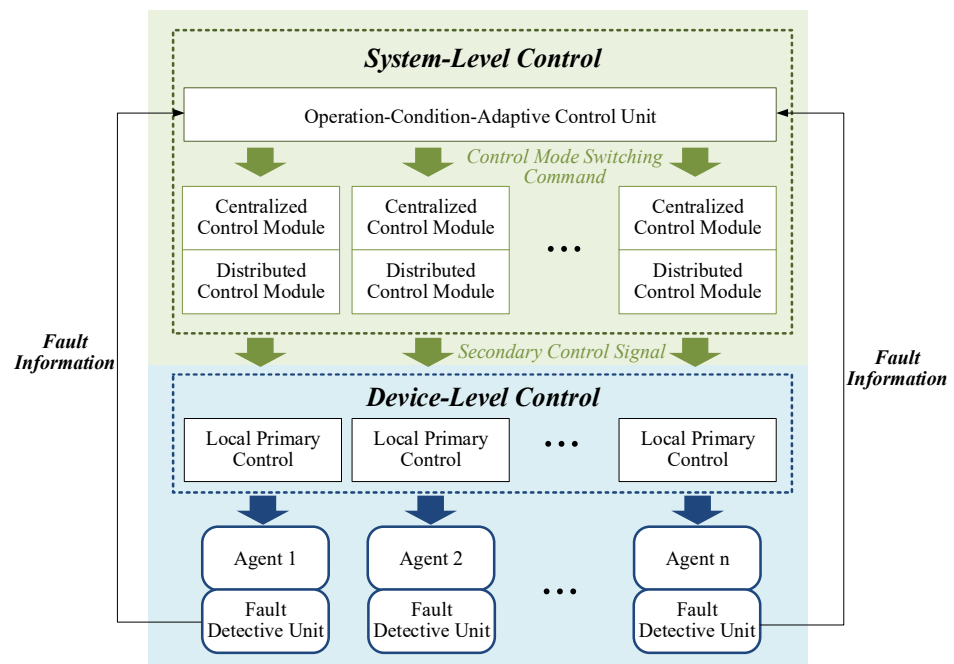 System-Level Control
Operation-Condition-Adaptive Control Unit
Control Mode Switching
Command
Centralized
Control Module
Centralized
Control Module
Centralized
Control Module
...
Distributed
Control Module
Distributed
Control Module
Distributed
Control Module
Fault
Information
Fault
Information
Secondary Control Signal
Device-Level Control
Local Primary
Control
Local Primary
Control
...
Local Primary
Control
Agent 1
Agent 2
Agent n
...
Fault
Detective Unit
Fault
Detective Unit
Fault
Detective Unit